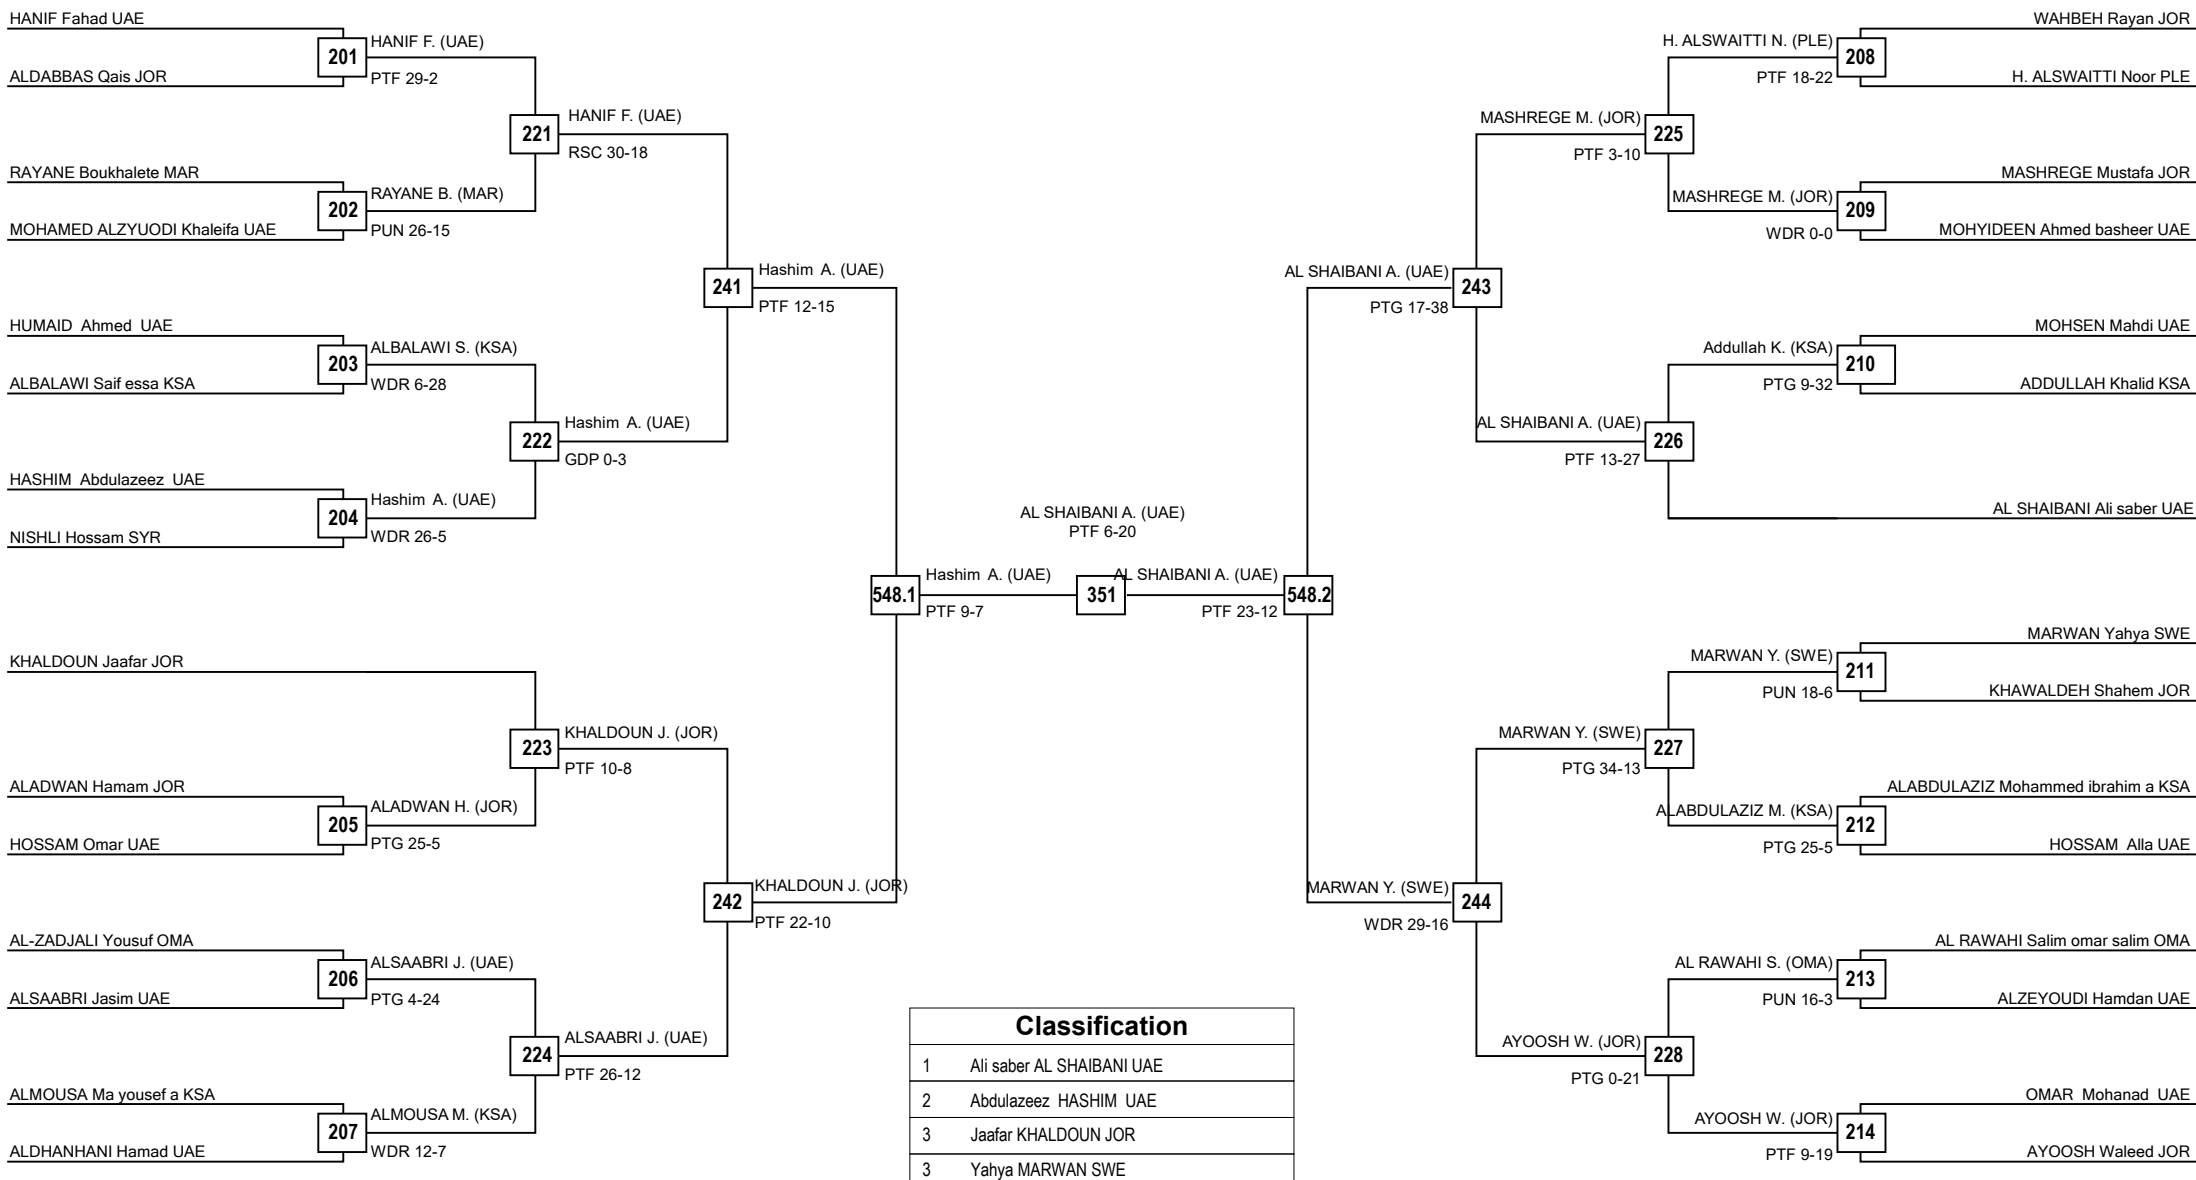 HANIF Fahad UAE
201
HANIF F. (UAE)
ALDABBAS Qais JOR
PTF 29-2
221
HANIF F. (UAE)
RSC 30-18
RAYANE Boukhalete MAR
202
RAYANE B. (MAR)
MOHAMED ALZYUODI Khaleifa UAE
PUN 26-15
241
Hashim A. (UAE)
PTF 12-15
HUMAID Ahmed UAE
203
ALBALAWI S. (KSA)
ALBALAWI Saif essa KSA
WDR 6-28
222
Hashim A. (UAE)
GDP 0-3
HASHIM Abdulazeez UAE
204
Hashim A. (UAE)
NISHLI Hossam SYR
WDR 26-5
548.1
Hashim A. (UAE)
PTF 9-7
KHALDOUN Jaafar JOR
223
KHALDOUN J. (JOR)
PTF 10-8
ALADWAN Hamam JOR
205
ALADWAN H. (JOR)
HOSSAM Omar UAE
PTG 25-5
242
KHALDOUN J. (JOR)
PTF 22-10
AL-ZADJALI Yousuf OMA
206
ALSAABRI J. (UAE)
ALSAABRI Jasim UAE
PTG 4-24
224
ALSAABRI J. (UAE)
PTF 26-12
ALMOUSA Ma yousef a KSA
207
ALMOUSA M. (KSA)
ALDHANHANI Hamad UAE
WDR 12-7
AL SHAIBANI A. (UAE)
PTF 6-20
351
WAHBEH Rayan JOR
H. ALSWAITTI N. (PLE)
208
PTF 18-22
H. ALSWAITTI Noor PLE
MASHREGE M. (JOR)
225
PTF 3-10
MASHREGE Mustafa JOR
MASHREGE M. (JOR)
209
WDR 0-0
MOHYIDEEN Ahmed basheer UAE
AL SHAIBANI A. (UAE)
243
PTG 17-38
MOHSEN Mahdi UAE
Addullah K. (KSA)
210
PTG 9-32
ADDULLAH Khalid KSA
AL SHAIBANI A. (UAE)
226
PTF 13-27
AL SHAIBANI Ali saber UAE
AL SHAIBANI A. (UAE)
548.2
PTF 23-12
MARWAN Yahya SWE
MARWAN Y. (SWE)
211
PUN 18-6
KHAWALDEH Shahem JOR
MARWAN Y. (SWE)
227
PTG 34-13
ALABDULAZIZ Mohammed ibrahim a KSA
ALABDULAZIZ M. (KSA)
212
PTG 25-5
HOSSAM Alla UAE
MARWAN Y. (SWE)
244
WDR 29-16
AL RAWAHI Salim omar salim OMA
AL RAWAHI S. (OMA)
213
PUN 16-3
ALZEYOUDI Hamdan UAE
AYOOSH W. (JOR)
228
PTG 0-21
OMAR Mohanad UAE
AYOOSH W. (JOR)
214
PTF 9-19
AYOOSH Waleed JOR
Classification
1 Ali saber AL SHAIBANI UAE
2 Abdulazeez HASHIM UAE
3 Jaafar KHALDOUN JOR
3 Yahya MARWAN SWE